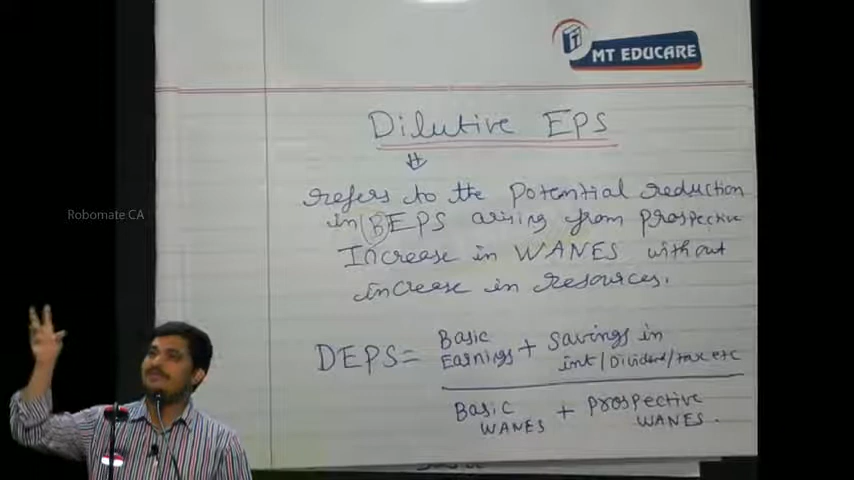 MT EDUCARE
Dilutive EPS
refers to the potential reduction
in (B)EPS arising from prospective
Increase in WANES without
increase in resources.
Robomate CA
DEPS = Basic Earnings + Savings in int/Dividend/tax etc
Basic WANES + Prospective WANES.